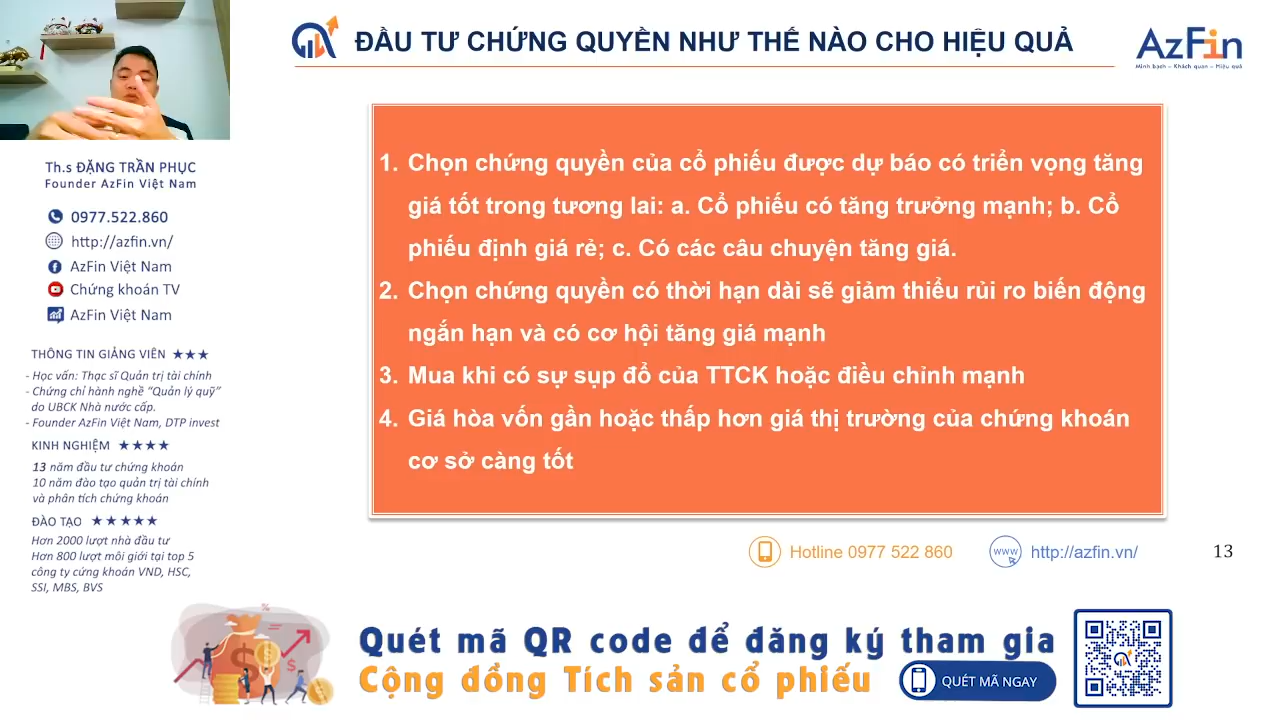 ĐẦU TƯ CHỨNG QUYỀN NHƯ THẾ NÀO CHO HIỆU QUẢ
AzFin
Minh bạch – Khách quan – Hiệu quả
Th.s ĐẶNG TRẦN PHỤC
Founder AzFin Việt Nam
0977.522.860
http://azfin.vn/
AzFin Việt Nam
Chứng khoán TV
AzFin Việt Nam
THÔNG TIN GIẢNG VIÊN ★★★
- Học vấn: Thạc sĩ Quản trị tài chính
- Chứng chỉ hành nghề “Quản lý quỹ”
do UBCK Nhà nước cấp.
- Founder AzFin Việt Nam, DTP invest
KINH NGHIỆM ★★★★
13 năm đầu tư chứng khoán
10 năm đào tạo quản trị tài chính
và phân tích chứng khoán
ĐÀO TẠO ★★★★★
Hơn 2000 lượt nhà đầu tư
Hơn 800 lượt môi giới tại top 5
công ty cứng khoán VND, HSC,
SSI, MBS, BVS
1. Chọn chứng quyền của cổ phiếu được dự báo có triển vọng tăng
giá tốt trong tương lai: a. Cổ phiếu có tăng trưởng mạnh; b. Cổ
phiếu định giá rẻ; c. Có các câu chuyện tăng giá.
2. Chọn chứng quyền có thời hạn dài sẽ giảm thiểu rủi ro biến động
ngắn hạn và có cơ hội tăng giá mạnh
3. Mua khi có sự sụp đổ của TTCK hoặc điều chỉnh mạnh
4. Giá hòa vốn gần hoặc thấp hơn giá thị trường của chứng khoán
cơ sở càng tốt
Hotline 0977 522 860
www
http://azfin.vn/
13
Quét mã QR code để đăng ký tham gia
Cộng đồng Tích sản cổ phiếu
QUÉT MÃ NGAY